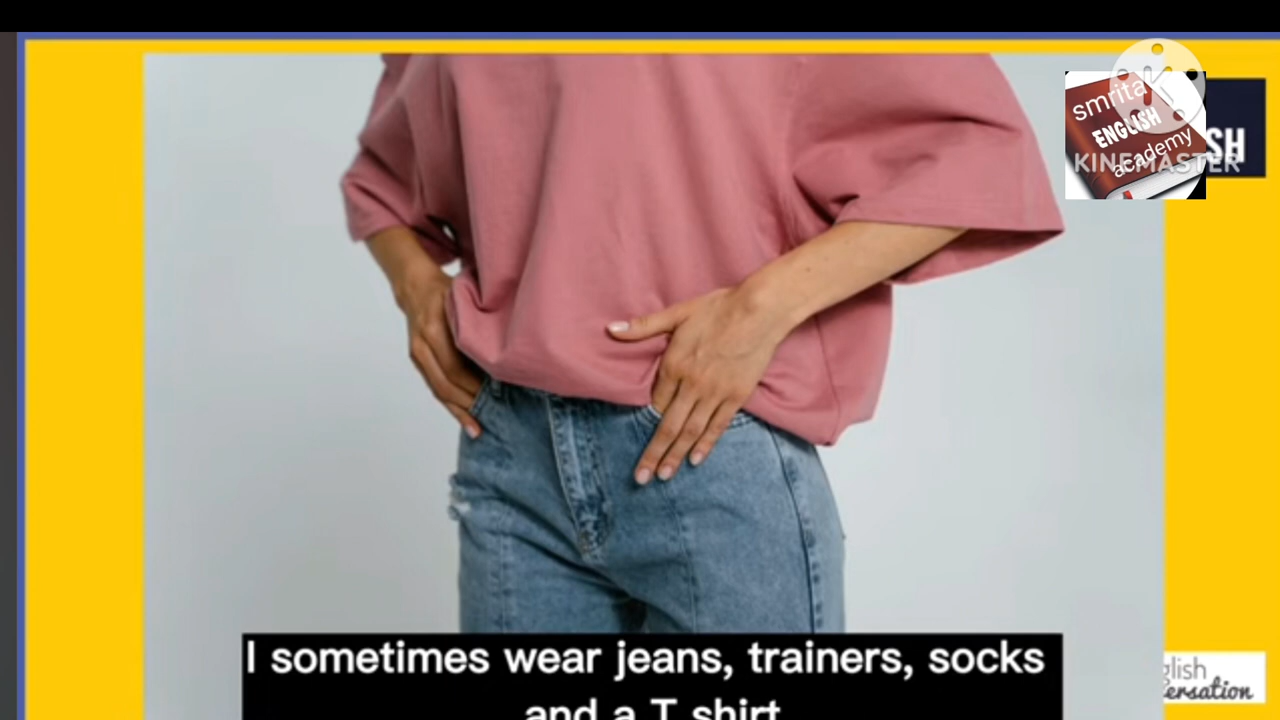 smrita
ENGLISH
academy
KINEMASTER
SH
I sometimes wear jeans, trainers, socks
and a T shirt
glish
ersation